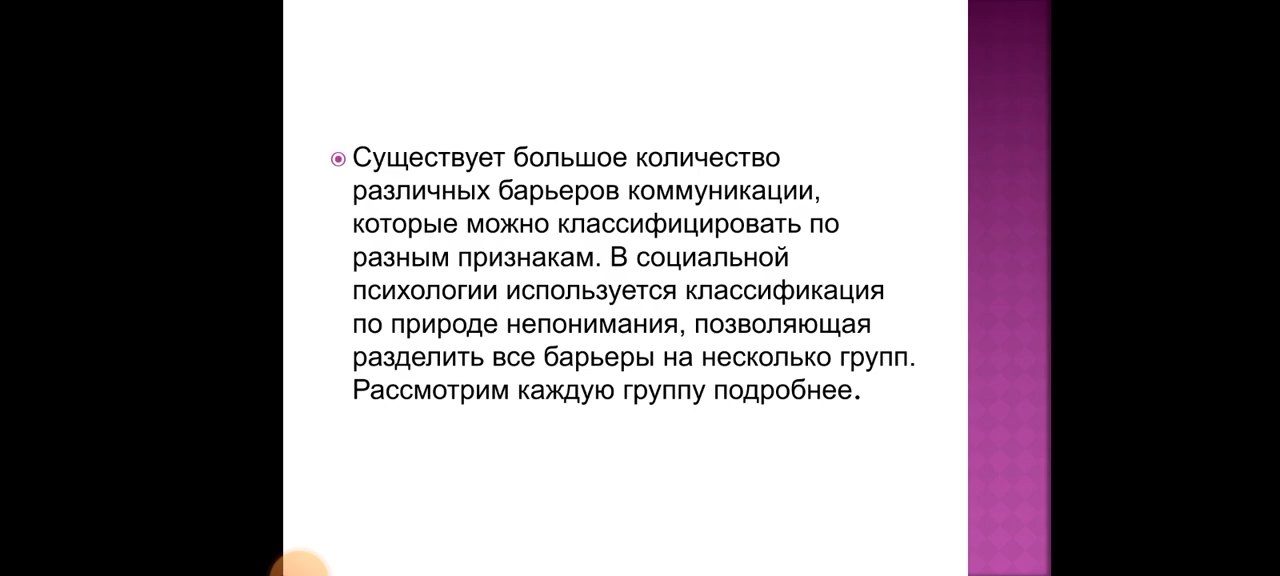 Существует большое количество
различных барьеров коммуникации,
которые можно классифицировать по
разным признакам. В социальной
психологии используется классификация
по природе непонимания, позволяющая
разделить все барьеры на несколько групп.
Рассмотрим каждую группу подробнее.